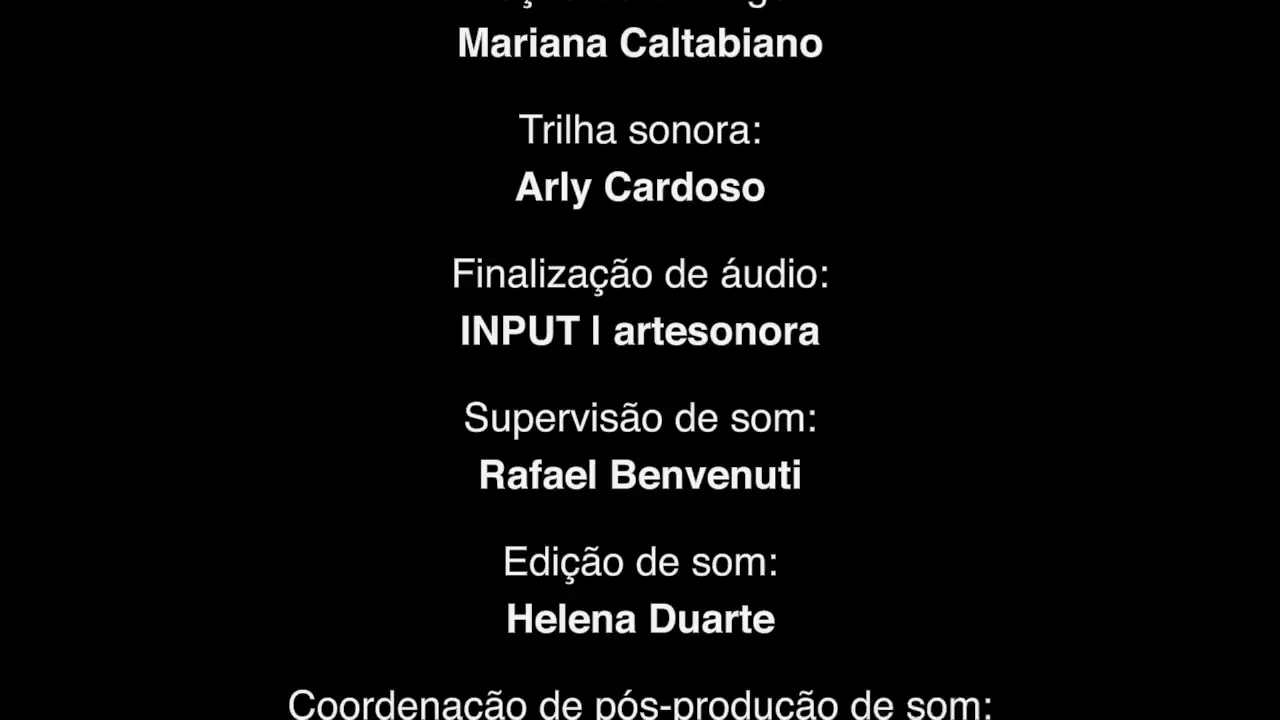 Mariana Caltabiano
Trilha sonora:
Arly Cardoso
Finalização de áudio:
INPUT | artesonora
Supervisão de som:
Rafael Benvenuti
Edição de som:
Helena Duarte
Coordenação de pós-produção de som: